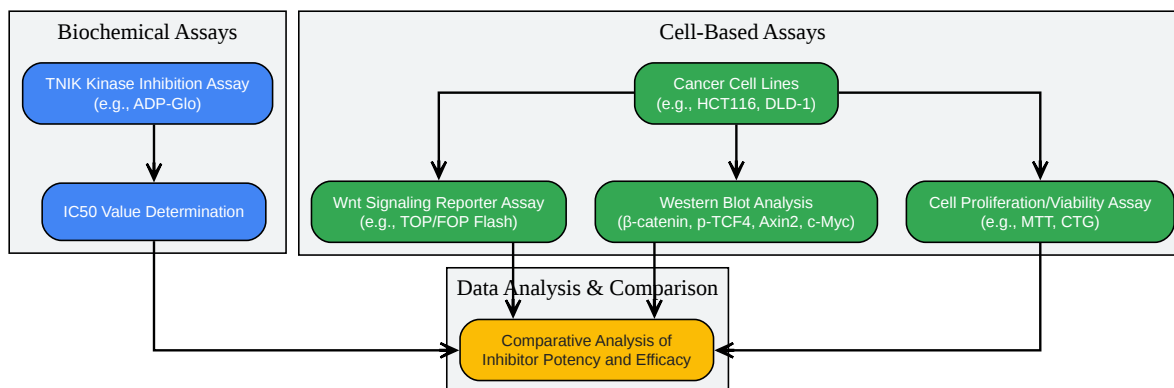 Biochemical Assays
TNIK Kinase Inhibition Assay
(e.g., ADP-Glo)
IC50 Value Determination
Cell-Based Assays
Cancer Cell Lines
(e.g., HCT116, DLD-1)
Wnt Signaling Reporter Assay
(e.g., TOP/FOP Flash)
Western Blot Analysis
(β-catenin, p-TCF4, Axin2, c-Myc)
Cell Proliferation/Viability Assay
(e.g., MTT, CTG)
Data Analysis & Comparison
Comparative Analysis of
Inhibitor Potency and Efficacy